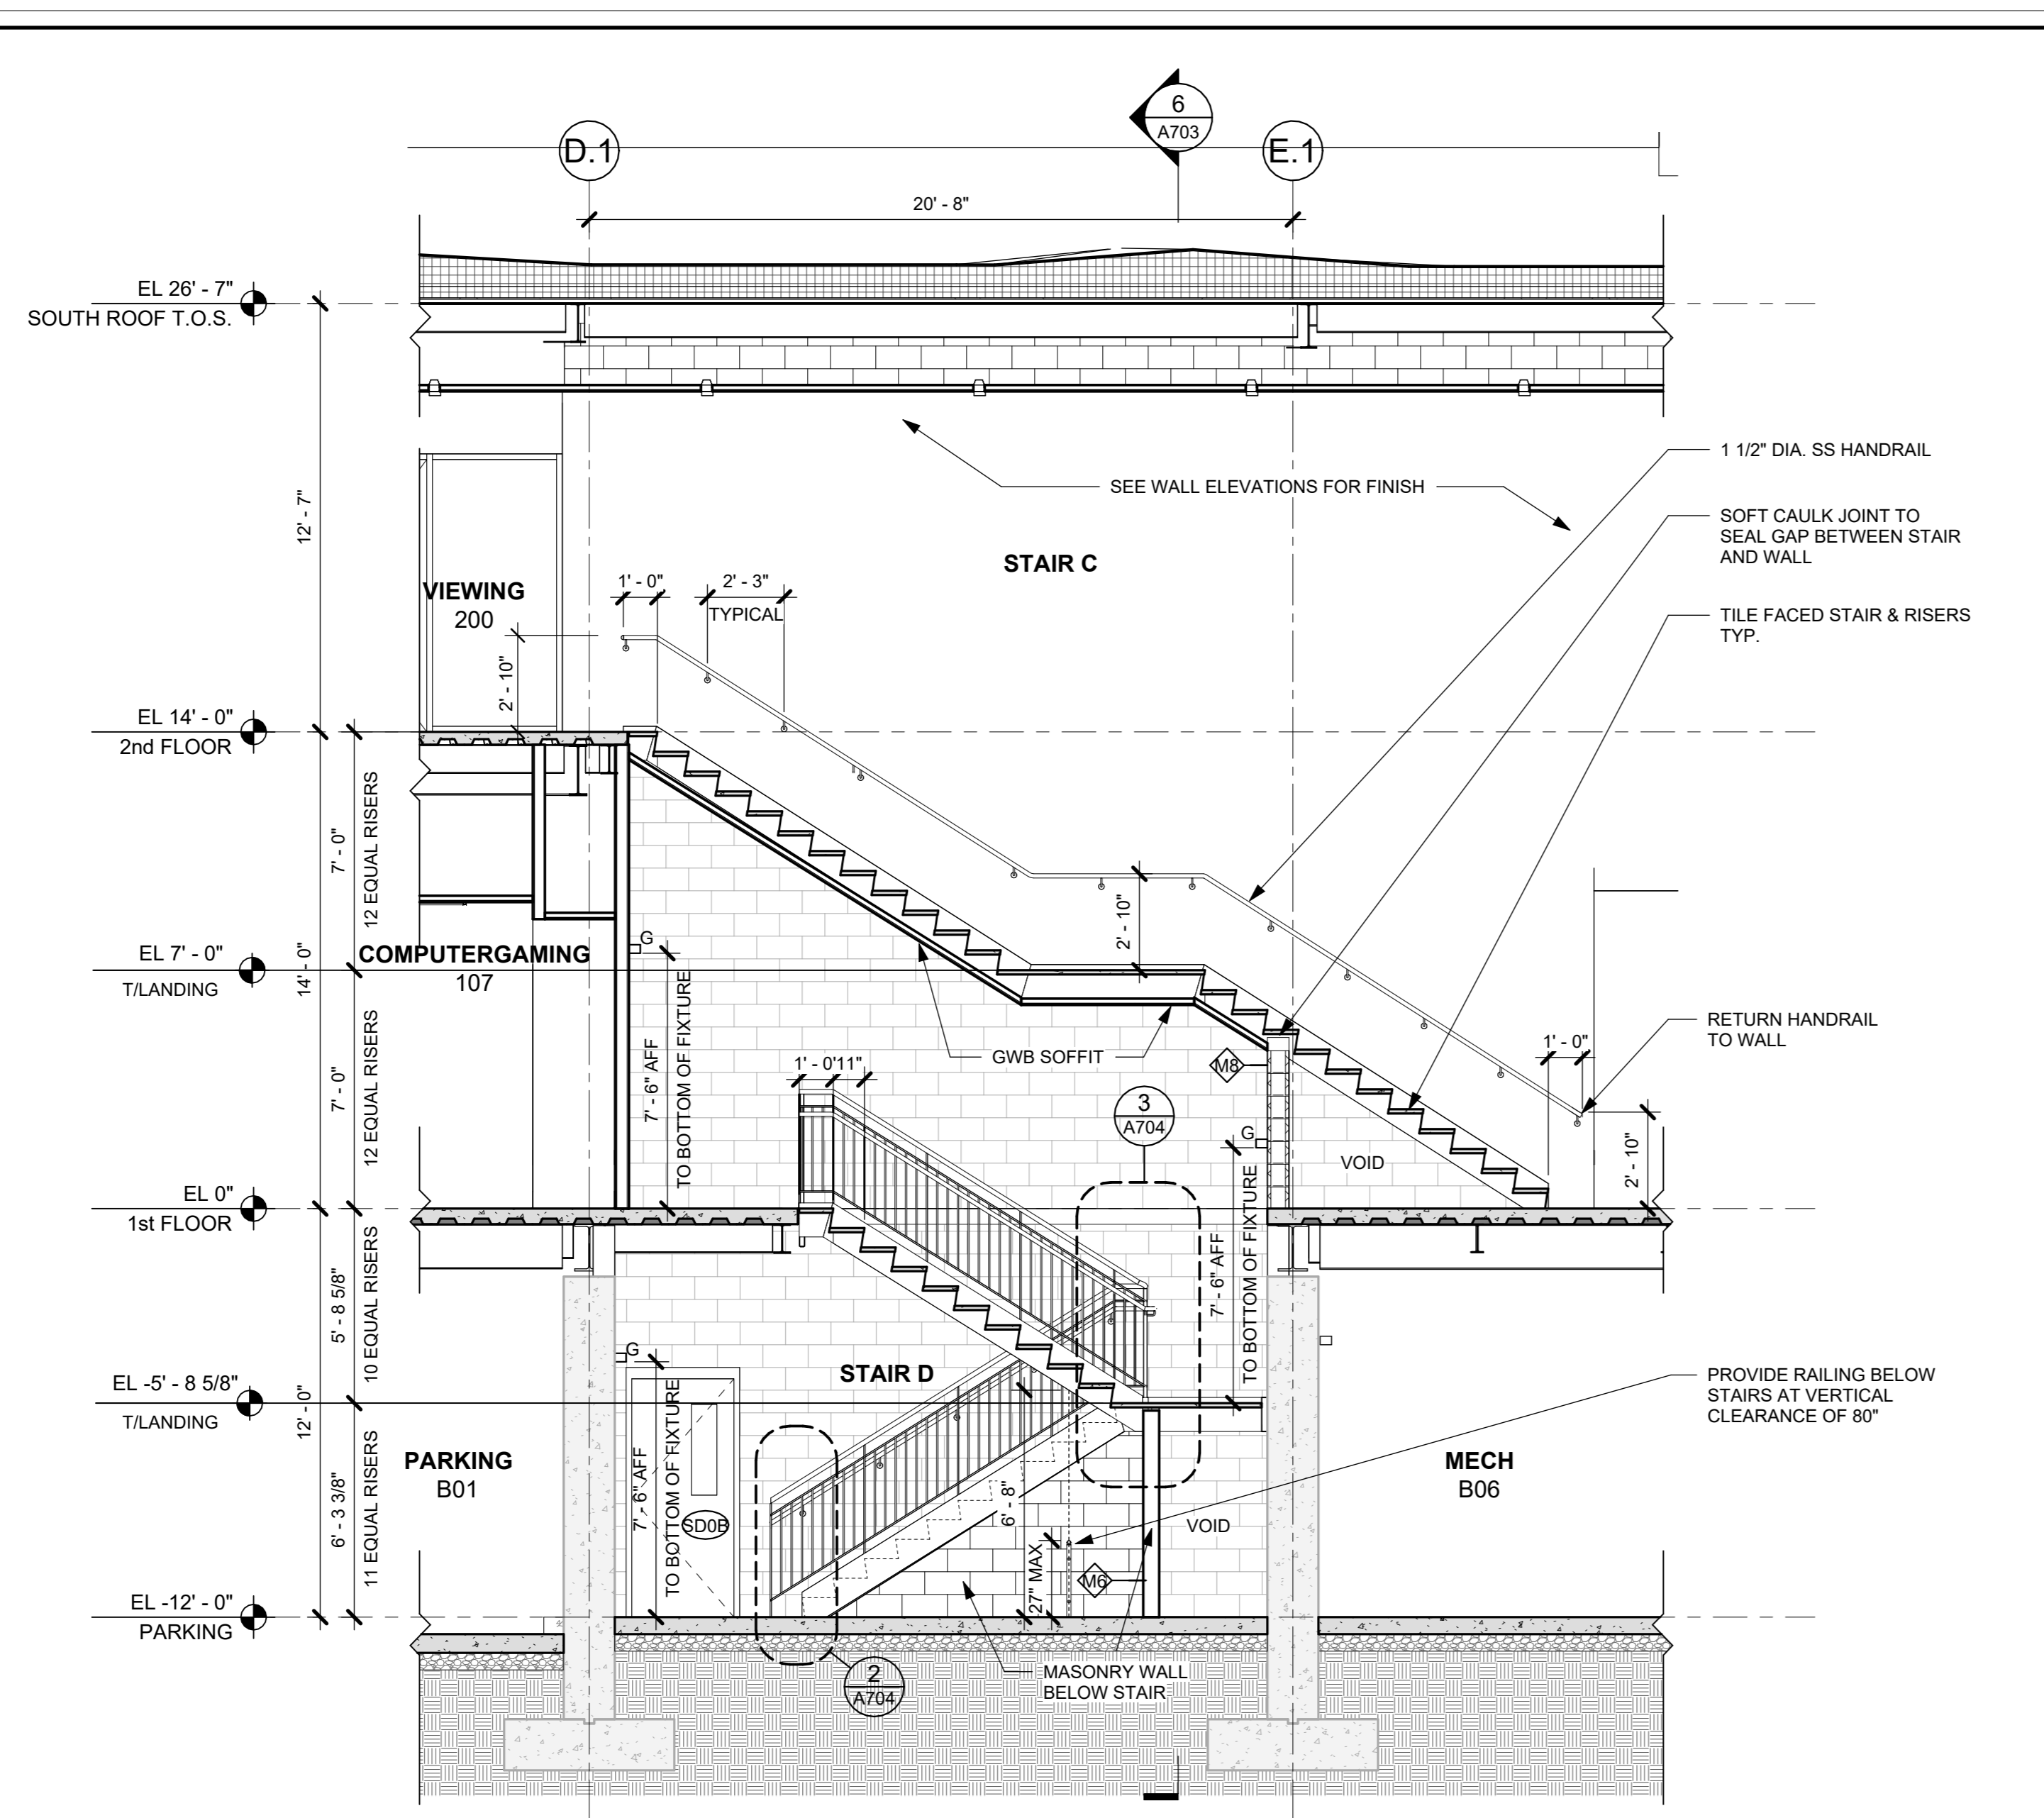 6
A703
D.1
E.1
20' - 8"
EL 26' - 7"
SOUTH ROOF T.O.S.
12' - 7"
1 1/2" DIA. SS HANDRAIL
SEE WALL ELEVATIONS FOR FINISH
SOFT CAULK JOINT TO
SEAL GAP BETWEEN STAIR
AND WALL
STAIR C
VIEWING
200
1' - 0"
2' - 3"
TYPICAL
TILE FACED STAIR & RISERS
TYP.
2' - 10"
EL 14' - 0"
2nd FLOOR
7' - 0"
12 EQUAL RISERS
2' - 10"
G
EL 7' - 0"
T/LANDING
14' - 0"
COMPUTERGAMING
107
7' - 6" AFF
TO BOTTOM OF FIXTURE
GWB SOFFIT
RETURN HANDRAIL
TO WALL
1' - 0"
1' - 0"
11"
M8
7' - 0"
12 EQUAL RISERS
3
A704
G
VOID
2' - 10"
EL 0"
1st FLOOR
7' - 6" AFF
TO BOTTOM OF FIXTURE
5' - 8 5/8"
10 EQUAL RISERS
G
STAIR D
EL -5' - 8 5/8"
T/LANDING
12' - 0"
PROVIDE RAILING BELOW
STAIRS AT VERTICAL
CLEARANCE OF 80"
PARKING
B01
7' - 6" AFF
TO BOTTOM OF FIXTURE
SD0B
6' - 8"
VOID
MECH
B06
6' - 3 3/8"
11 EQUAL RISERS
27" MAX
M6
EL -12' - 0"
PARKING
MASONRY WALL
BELOW STAIR
2
A704